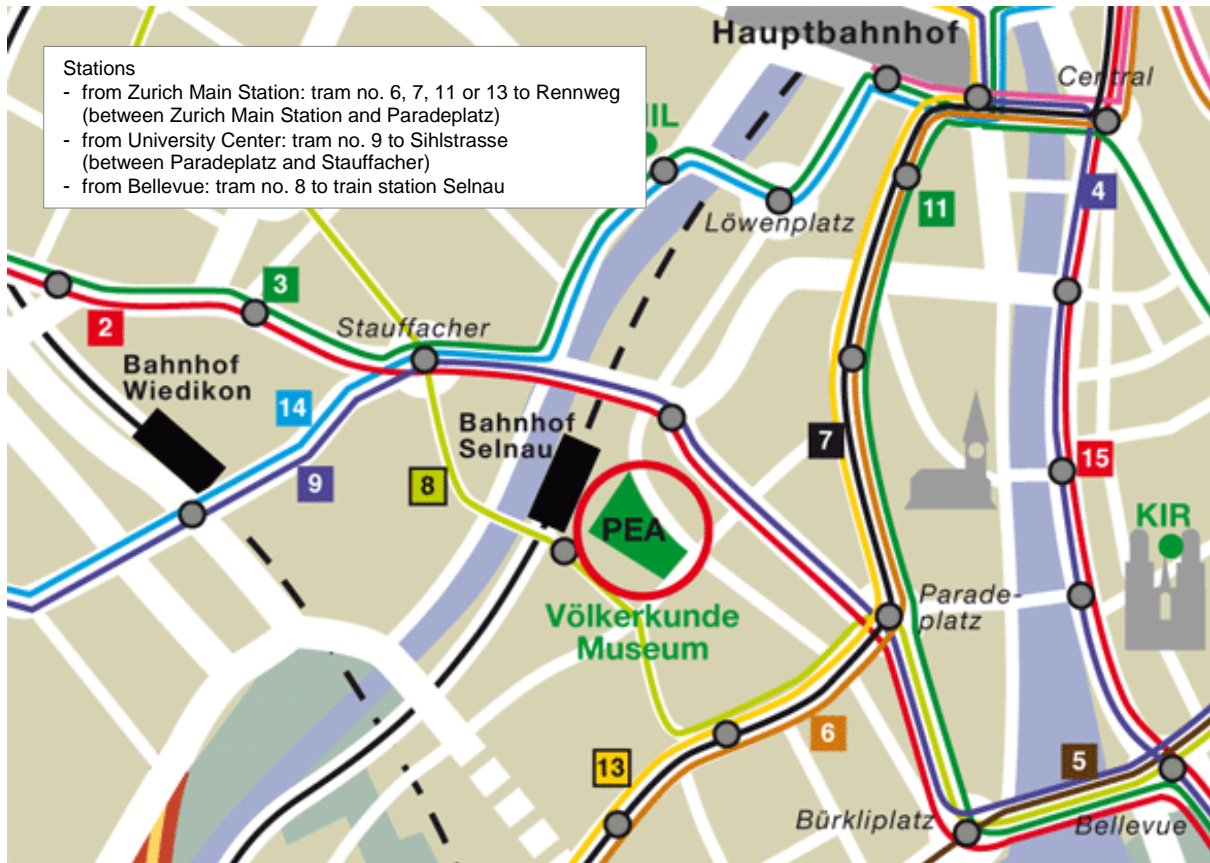 Stations
- from Zurich Main Station: tram no. 6, 7, 11 or 13 to Rennweg
(between Zurich Main Station and Paradeplatz)
- from University Center: tram no. 9 to Sihlstrasse
(between Paradeplatz and Stauffacher)
- from Bellevue: tram no. 8 to train station Selnau
Hauptbahnhof
Central
IL
4
11
Löwenplatz
3
2
Stauffacher
Bahnhof
Wiedikon
14
9
8
Bahnhof
Selnau
7
15
KIR
PEA
Völkerkunde
Museum
Parade-
platz
6
13
5
Bürkliplatz
Bellevue